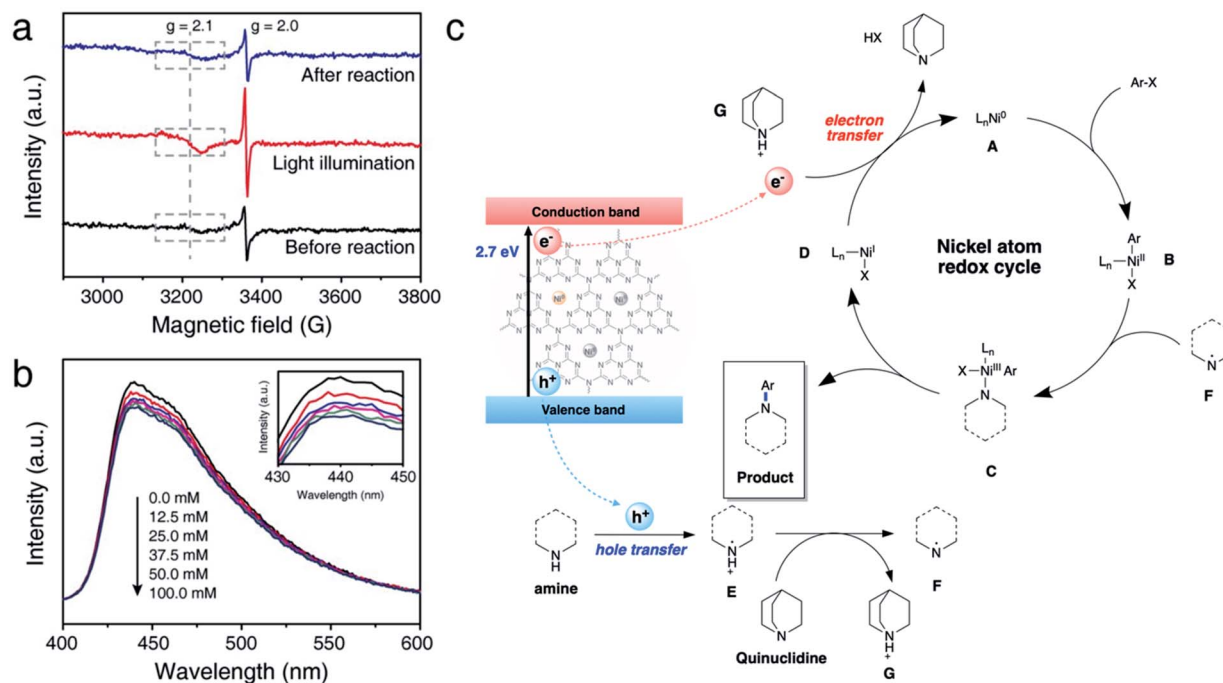 a
g = 2.1
g = 2.0
After reaction
Light illumination
Before reaction
Intensity (a.u.)
3000
3200
3400
3600
3800
Magnetic field (G)
b
Intensity (a.u.)
0.0 mM
12.5 mM
25.0 mM
37.5 mM
50.0 mM
100.0 mM
Intensity (a.u.)
430
440
450
Wavelength (nm)
400
450
500
550
600
Wavelength (nm)
c
HX
N
G
N
H
+
electron
transfer
e⁻
LnNi⁰
A
Ar-X
Conduction band
e⁻
2.7 eV
h⁺
Valence band
D
Ln
Niᴵ
X
Nickel atom
redox cycle
Ar
Ln
Niᴵᴵ
X
B
N
F
Ln
X
Niᴵᴵᴵ
Ar
N
C
Ar
N
Product
h⁺
N
H
amine
hole transfer
N
H
+
E
N
F
N
Quinuclidine
N
H
+
G